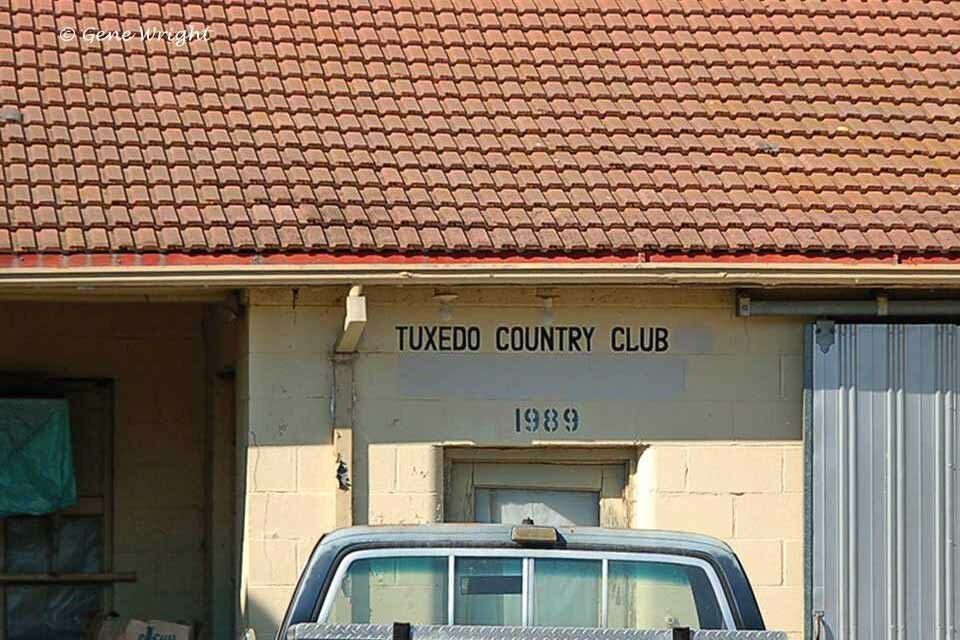 © Gene Wright
TUXEDO COUNTRY CLUB
1989